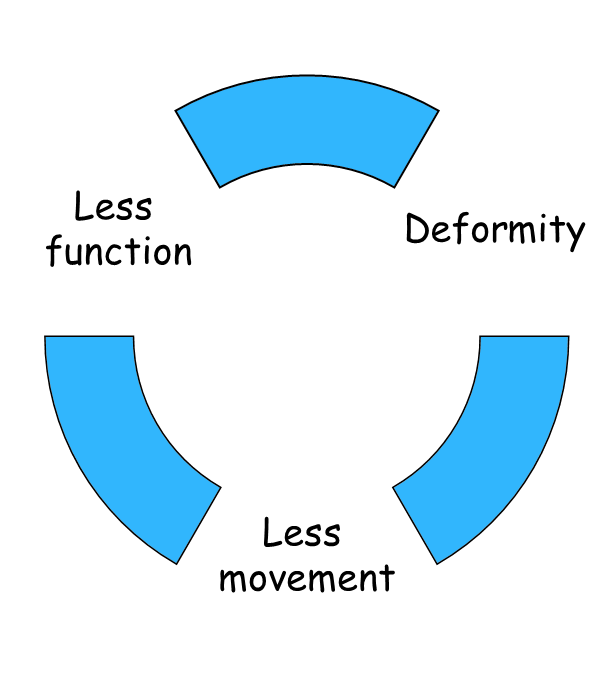 Less
function
Deformity
Less
movement